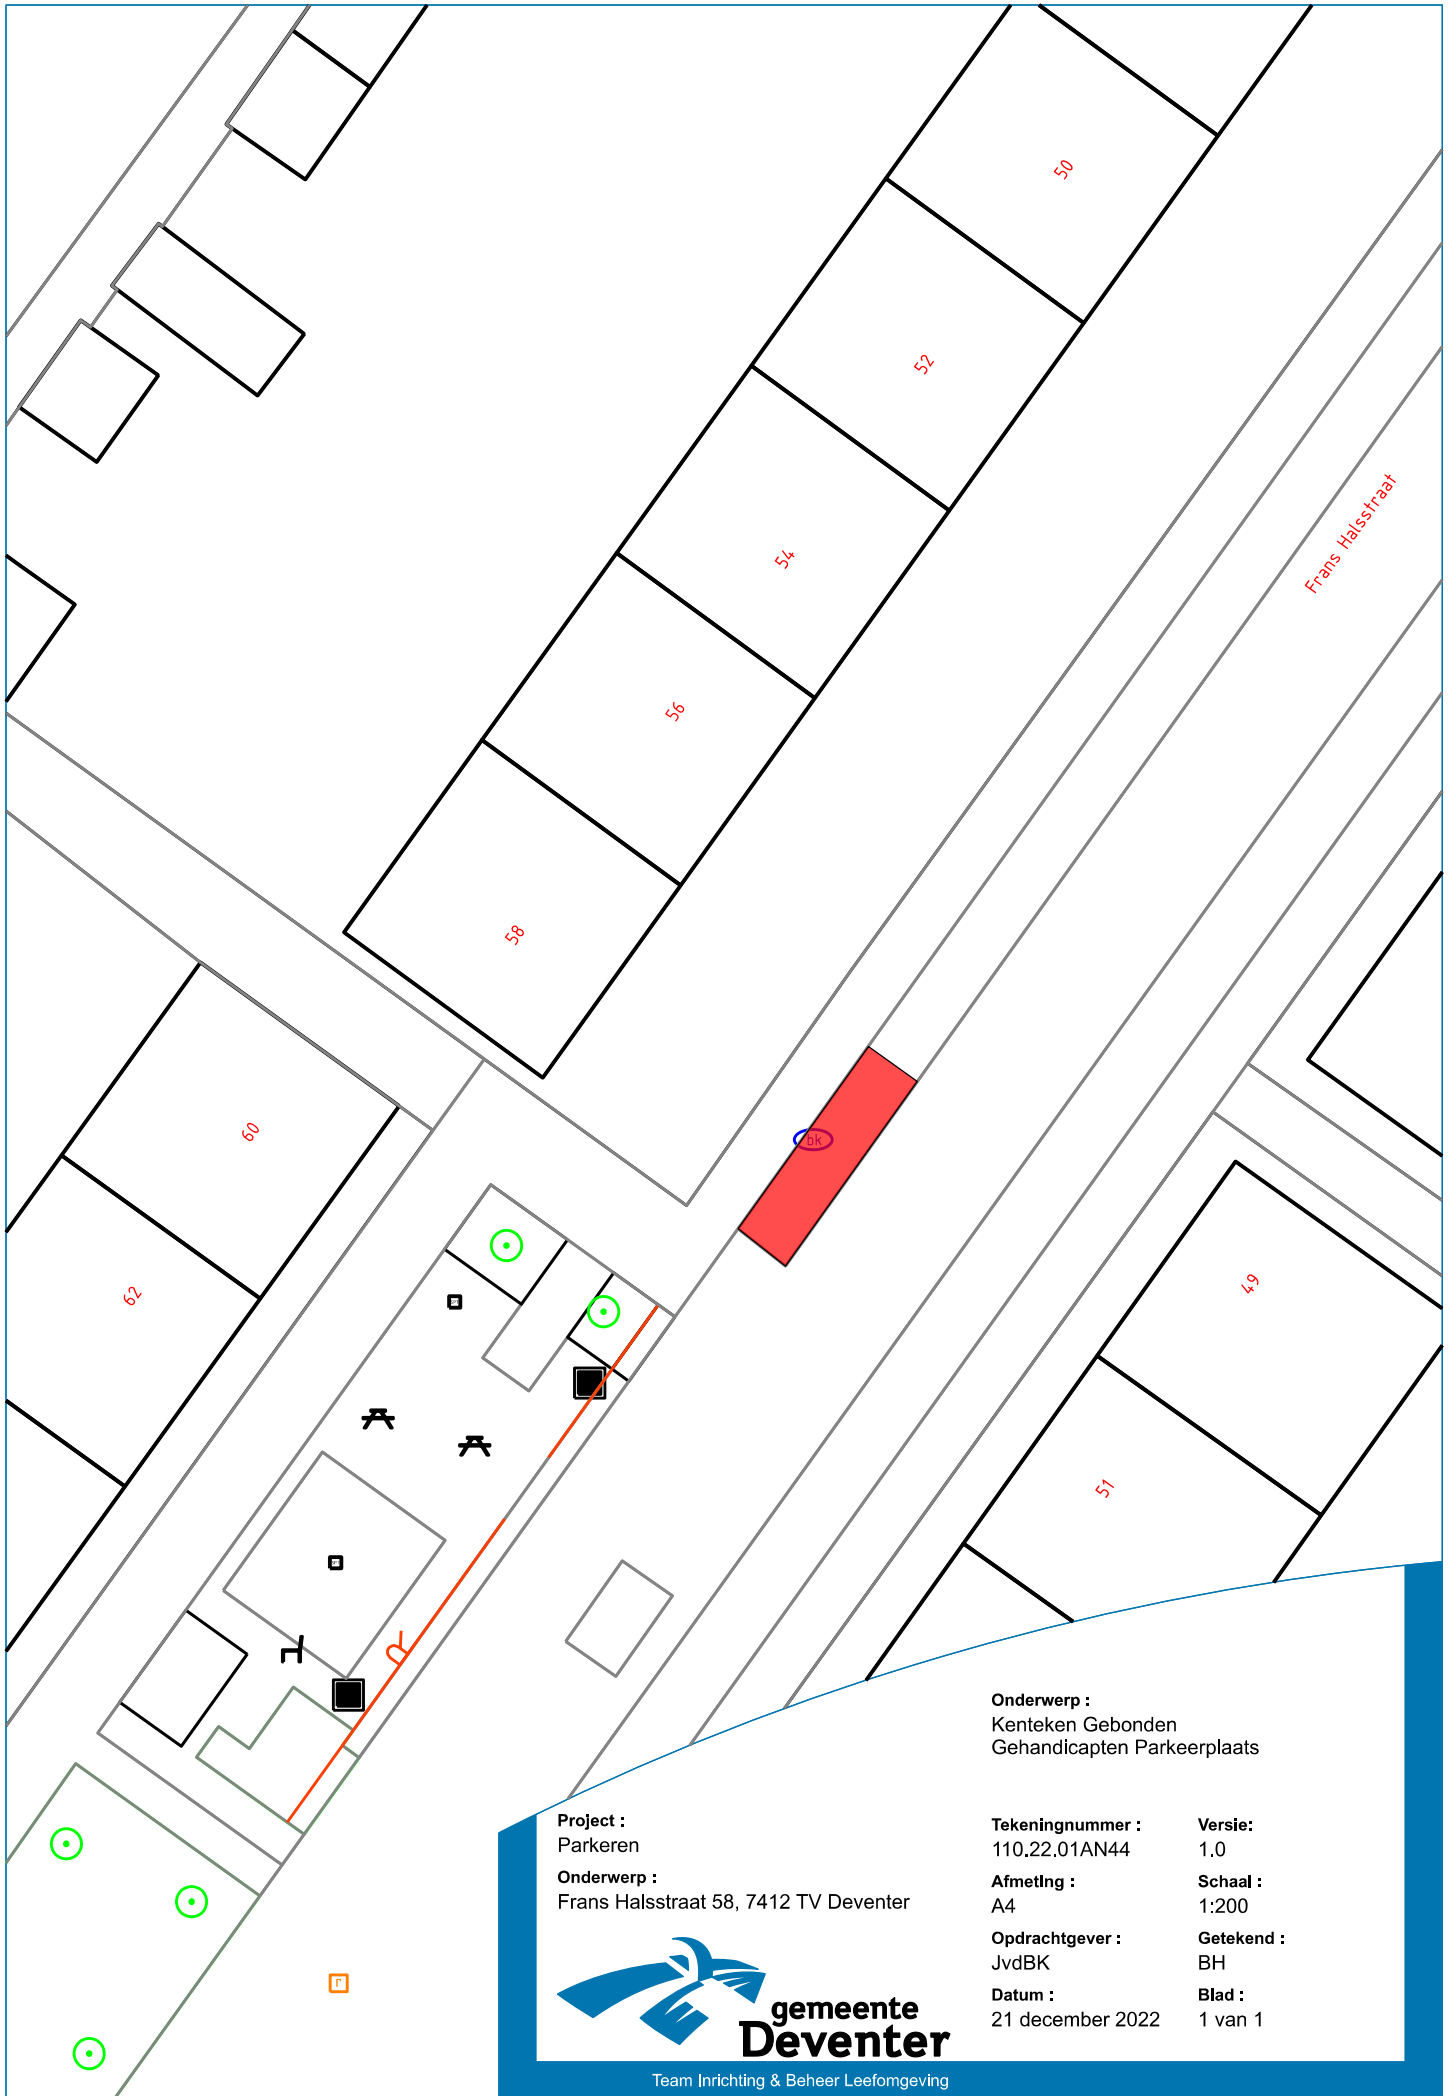 50
52
Frans Halsstraat
54
56
58
60
bk
62
49
51
R
Onderwerp :
Kenteken Gebonden
Gehandicapten Parkeerplaats
Project :
Parkeren
Onderwerp :
Frans Halsstraat 58, 7412 TV Deventer
Tekeningnummer :
110.22.01AN44
Versie:
1.0
Afmeting :
A4
Schaal :
1:200
Opdrachtgever :
JvdBK
Getekend :
BH
Datum :
21 december 2022
Blad :
1 van 1
gemeente
Deventer
Team Inrichting & Beheer Leefomgeving